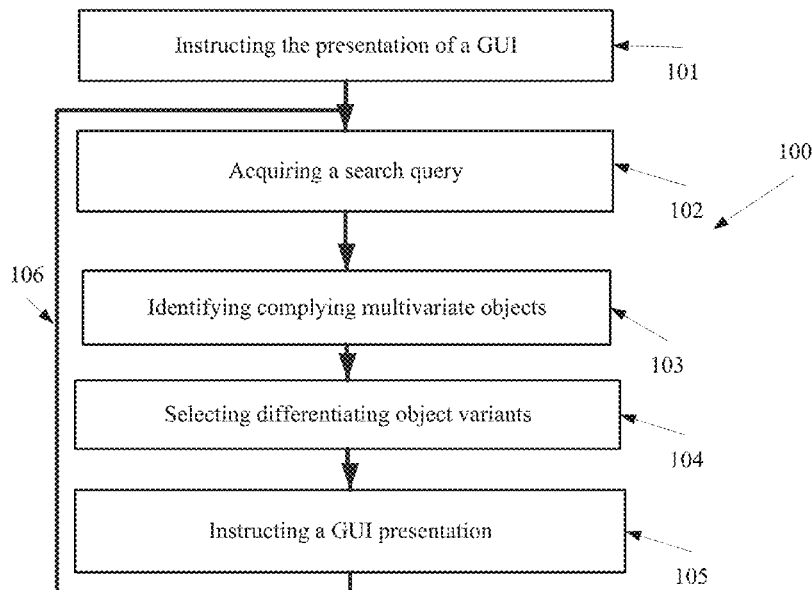 Instructing the presentation of a GUI
101
Acquiring a search query
102
100
106
Identifying complying multivariate objects
103
Selecting differentiating object variants
104
Instructing a GUI presentation
105